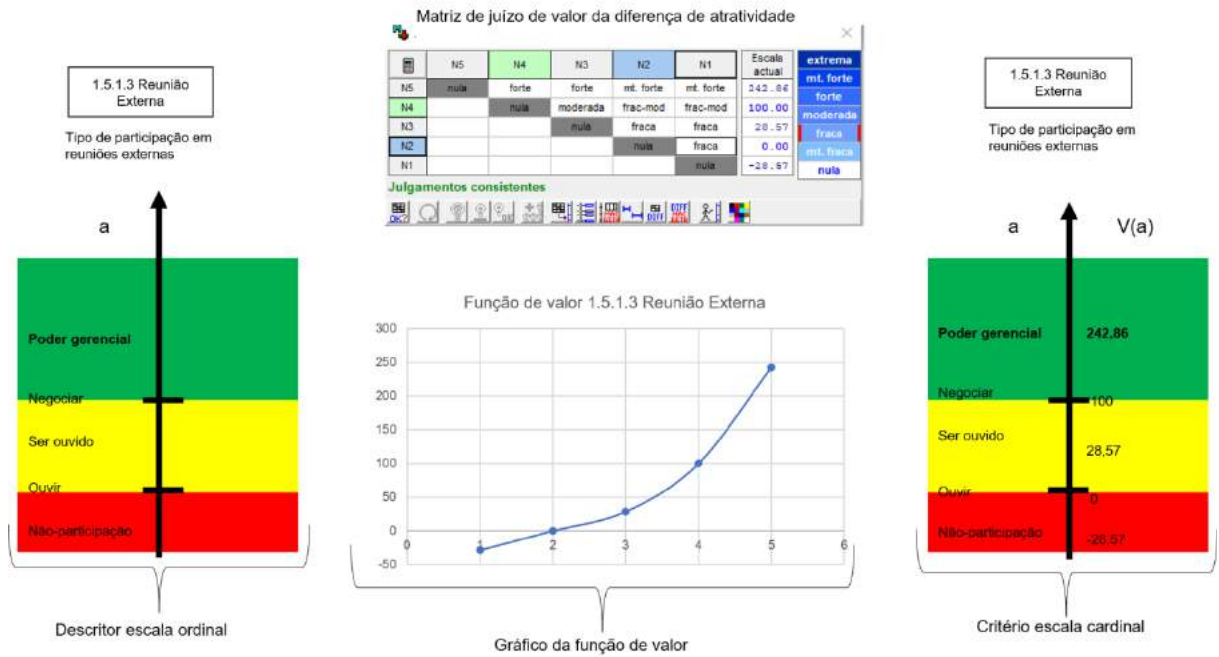 Matriz de juízo de valor da diferença de atratividade
N5 N4 N3 N2 N1 Escala actual
N5 nula forte forte mt. forte mt. forte 242.86
N4 nula moderada frac-mod frac-mod 100.00
N3 nula fraca fraca 28.57
N2 nula fraca 0.00
N1 nula -28.57
extrema
mt. forte
forte
moderada
fraca
mt. fraca
nula
Julgamentos consistentes
1.5.1.3 Reunião
Externa
Tipo de participação em
reuniões externas
a
Poder gerencial
Negociar
Ser ouvido
Ouvir
Não-participação
Descritor escala ordinal
Função de valor 1.5.1.3 Reunião Externa
300
250
200
150
100
50
0
-50
0 1 2 3 4 5 6
Gráfico da função de valor
1.5.1.3 Reunião
Externa
Tipo de participação em
reuniões externas
a V(a)
Poder gerencial 242,86
Negociar 100
Ser ouvido 28,57
Ouvir 0
Não-participação -28,57
Critério escala cardinal